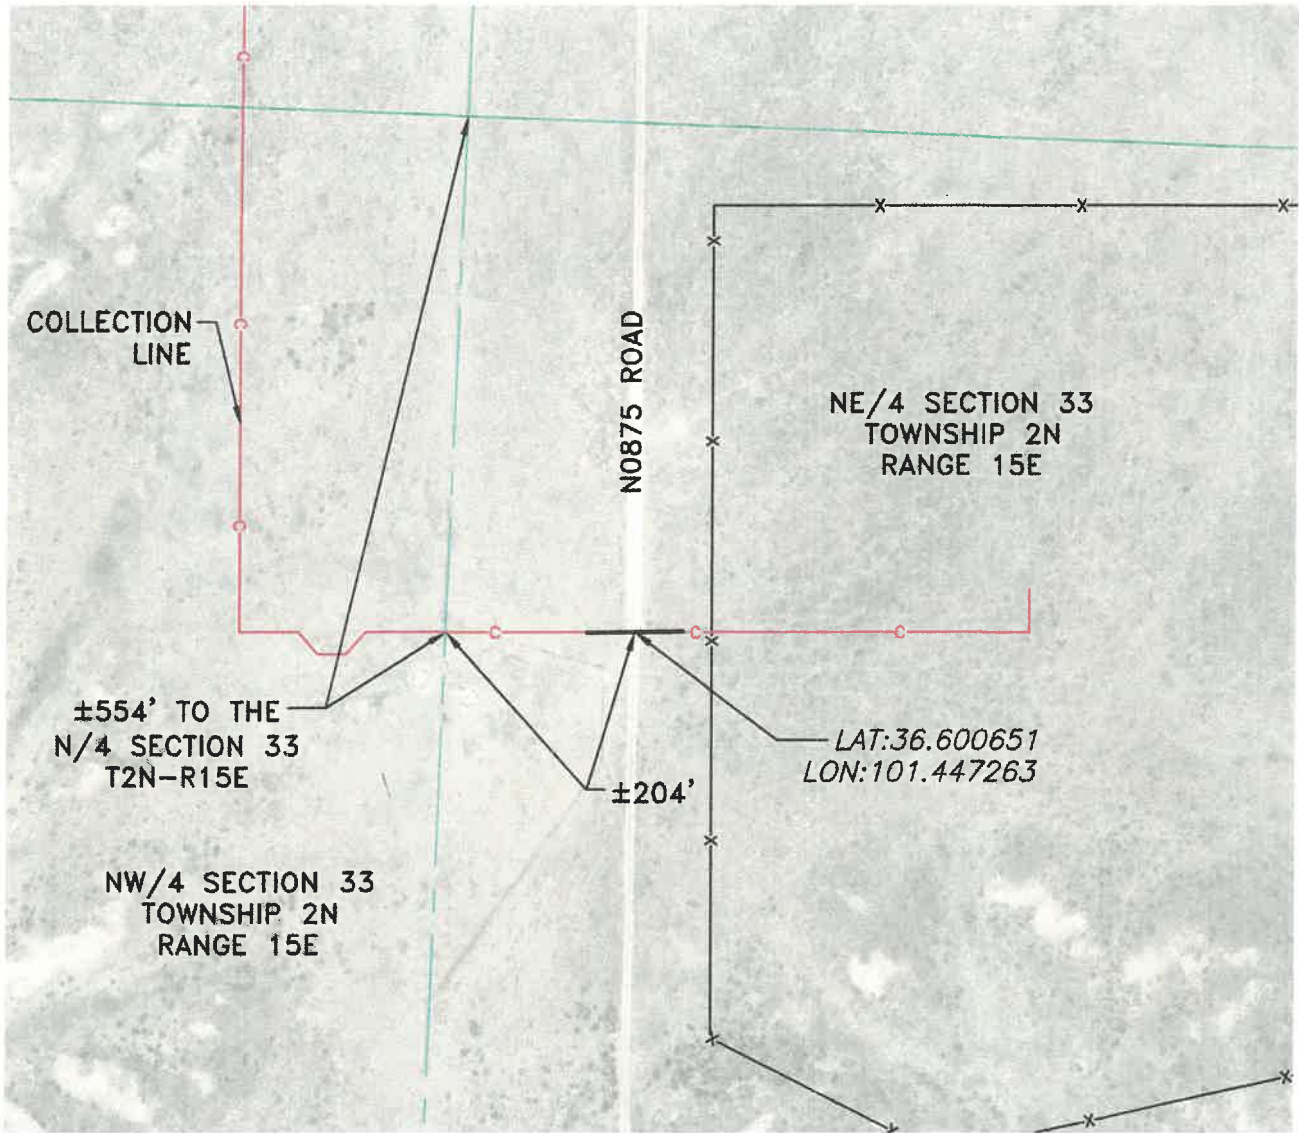 COLLECTION
LINE
N0875 ROAD
NE/4 SECTION 33
TOWNSHIP 2N
RANGE 15E
±554' TO THE
N/4 SECTION 33
T2N-R15E
±204'
LAT:36.600651
LON:101.447263
NW/4 SECTION 33
TOWNSHIP 2N
RANGE 15E
C
C
C
C
C
C
X
X
X
X
X
X
X
X
X
X